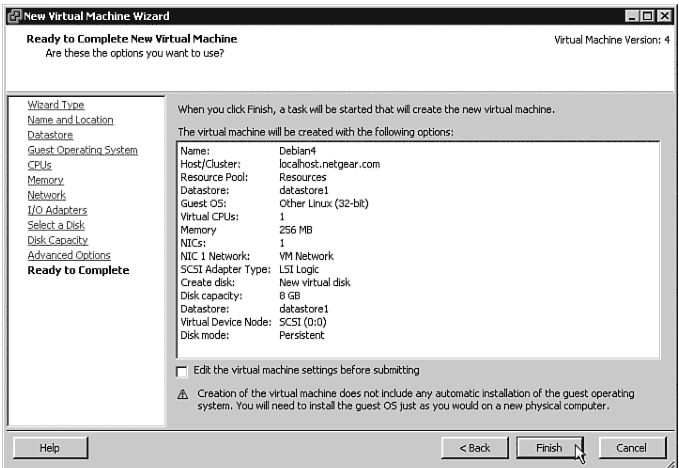 New Virtual Machine Wizard
Ready to Complete New Virtual Machine
Are these the options you want to use?
Virtual Machine Version: 4
Wizard Type
Name and Location
Datastore
Guest Operating System
CPUs
Memory
Network
I/O Adapters
Select a Disk
Disk Capacity
Advanced Options
Ready to Complete
When you click Finish, a task will be started that will create the new virtual machine.
The virtual machine will be created with the following options:
Name: Debian4
Host/Cluster: localhost.netgear.com
Resource Pool: Resources
Datastore: datastore1
Guest OS: Other Linux (32-bit)
Virtual CPUs: 1
Memory 256 MB
NICs: 1
NIC 1 Network: VM Network
SCSI Adapter Type: LSI Logic
Create disk: New virtual disk
Disk capacity: 8 GB
Datastore: datastore1
Virtual Device Node: SCSI (0:0)
Disk mode: Persistent
Edit the virtual machine settings before submitting
Creation of the virtual machine does not include any automatic installation of the guest operating
system. You will need to install the guest OS just as you would on a new physical computer.
Help
< Back
Finish
Cancel